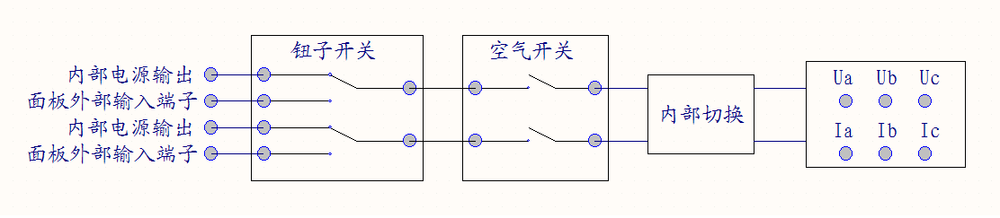 钮子开关
空气开关
内部电源输出
面板外部输入端子
内部电源输出
面板外部输入端子
内部切换
Ua Ub Uc
Ia Ib Ic